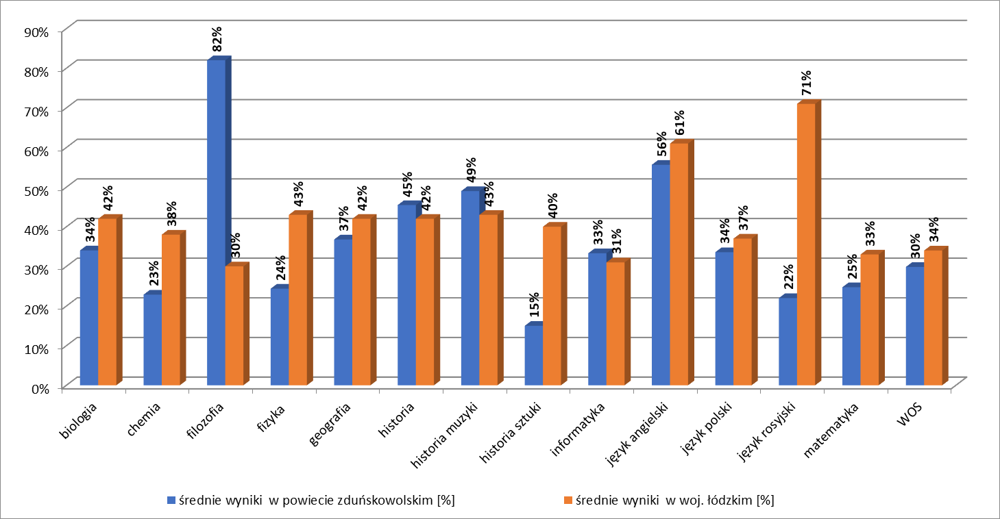 90%
80%
70%
60%
50%
40%
30%
20%
10%
0%
34%
42%
23%
38%
82%
30%
24%
43%
37%
42%
45%
42%
49%
43%
15%
40%
33%
31%
56%
61%
34%
37%
22%
71%
25%
33%
30%
34%
biologia
chemia
filozofia
fizyka
geografia
historia
historia muzyki
historia sztuki
informatyka
język angielski
język polski
język rosyjski
matematyka
WOS
średnie wyniki w powiecie zduńskowolskim [%]
średnie wyniki w woj. łódzkim [%]